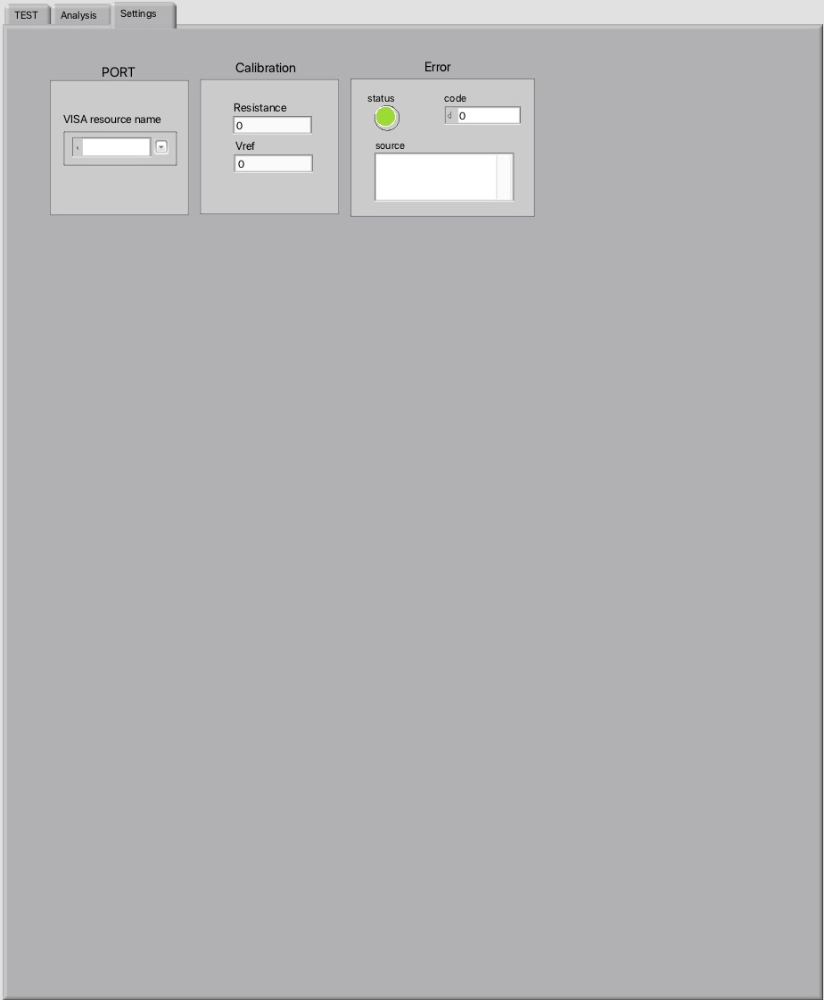 TEST
Analysis
Settings
PORT
VISA resource name
Calibration
Resistance
0
Vref
0
Error
status
code
d 0
source